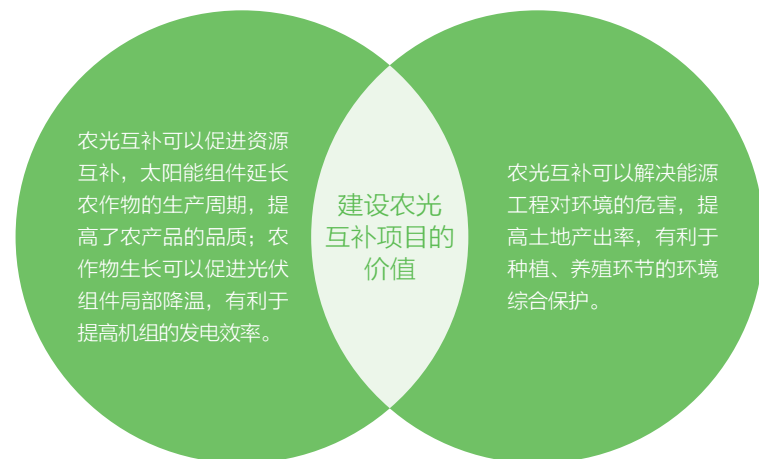 农光互补可以促进资源
互补，太阳能组件延长
农作物的生产周期，提
高了农产品的品质；农
作物生长可以促进光伏
组件局部降温，有利于
提高机组的发电效率。
建设农光
互补项目的
价值
农光互补可以解决能源
工程对环境的危害，提
高土地产出率，有利于
种植、养殖环节的环境
综合保护。